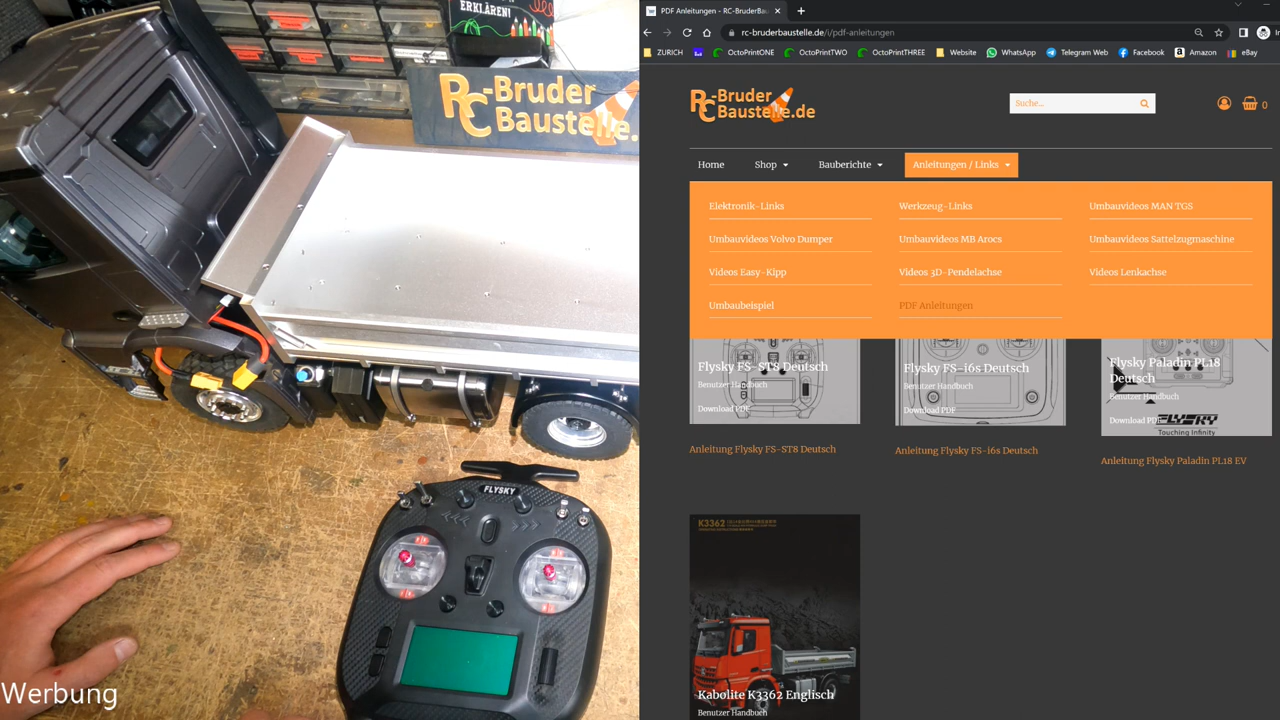 ERKLÄREN!
RC-Bruder
Baustelle.
FLYSKY
Werbung
PDF Anleitungen - RC-BruderBau
rc-bruderbaustelle.de/i/pdf-anleitungen
ZURICH
OctoPrintONE
OctoPrintTWO
OctoPrintTHREE
Website
WhatsApp
Telegram Web
Facebook
Amazon
eBay
RC-Bruder
Baustelle.de
Suche...
0
Home
Shop
Bauberichte
Anleitungen / Links
Elektronik-Links
Werkzeug-Links
Umbauvideos MAN TGS
Umbauvideos Volvo Dumper
Umbauvideos MB Arocs
Umbauvideos Sattelzugmaschine
Videos Easy-Kipp
Videos 3D-Pendelachse
Videos Lenkachse
Umbaubeispiel
PDF Anleitungen
Flysky FS-ST8 Deutsch
Benutzer Handbuch
Download PDF
Anleitung Flysky FS-ST8 Deutsch
Flysky FS-i6s Deutsch
Benutzer Handbuch
Download PDF
Anleitung Flysky FS-i6s Deutsch
Flysky Paladin PL18
Deutsch
Benutzer Handbuch
Download PDF
FLYSKY
Touching Infinity
Anleitung Flysky Paladin PL18 EV
K3362
Kabolite K3362 Englisch
Benutzer Handbuch